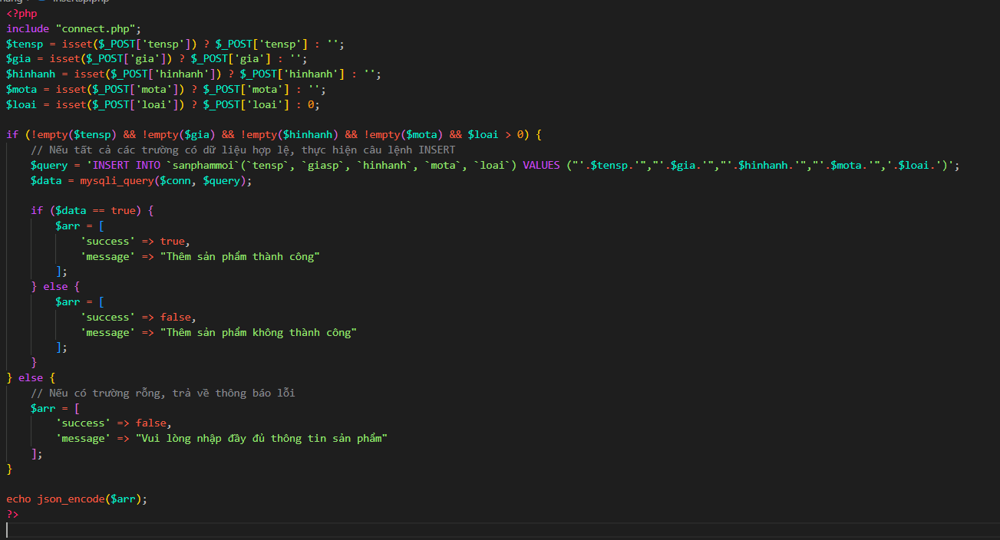 insertsp.php
<?php
include "connect.php";
$tensp = isset($_POST['tensp']) ? $_POST['tensp'] : '';
$gia = isset($_POST['gia']) ? $_POST['gia'] : '';
$hinhanh = isset($_POST['hinhanh']) ? $_POST['hinhanh'] : '';
$mota = isset($_POST['mota']) ? $_POST['mota'] : '';
$loai = isset($_POST['loai']) ? $_POST['loai'] : 0;
if (!empty($tensp) && !empty($gia) && !empty($hinhanh) && !empty($mota) && $loai > 0) {
// Nếu tất cả các trường có dữ liệu hợp lệ, thực hiện câu lệnh INSERT
$query = 'INSERT INTO `sanphammoi`(`tensp`, `giasp`, `hinhanh`, `mota`, `loai`) VALUES ("'.$tensp.'","'.$gia.'","'.$hinhanh.'","'.$mota.'",'.$loai.')';
$data = mysqli_query($conn, $query);
if ($data == true) {
$arr = [
'success' => true,
'message' => "Thêm sản phẩm thành công"
];
} else {
$arr = [
'success' => false,
'message' => "Thêm sản phẩm không thành công"
];
}
} else {
// Nếu có trường rỗng, trả về thông báo lỗi
$arr = [
'success' => false,
'message' => "Vui lòng nhập đầy đủ thông tin sản phẩm"
];
}
echo json_encode($arr);
?>